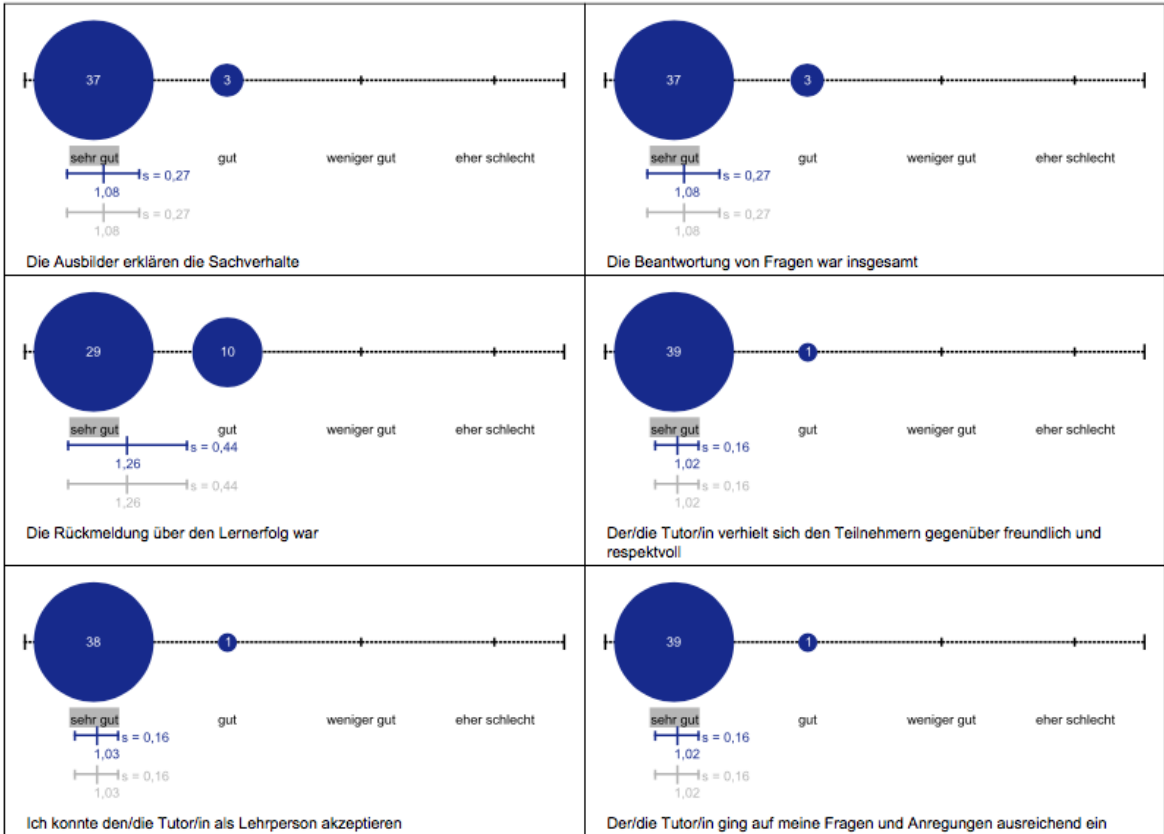 37
3
sehr gut
gut
weniger gut
eher schlecht
s = 0,27
1,08
s = 0,27
1,08
Die Ausbilder erklären die Sachverhalte
37
3
sehr gut
gut
weniger gut
eher schlecht
s = 0,27
1,08
s = 0,27
1,08
Die Beantwortung von Fragen war insgesamt
29
10
sehr gut
gut
weniger gut
eher schlecht
s = 0,44
1,26
s = 0,44
1,26
Die Rückmeldung über den Lernerfolg war
39
1
sehr gut
gut
weniger gut
eher schlecht
s = 0,16
1,02
s = 0,16
1,02
Der/die Tutor/in verhielt sich den Teilnehmern gegenüber freundlich und
respektvoll
38
1
sehr gut
gut
weniger gut
eher schlecht
s = 0,16
1,03
s = 0,16
1,03
Ich konnte den/die Tutor/in als Lehrperson akzeptieren
39
1
sehr gut
gut
weniger gut
eher schlecht
s = 0,16
1,02
s = 0,16
1,02
Der/die Tutor/in ging auf meine Fragen und Anregungen ausreichend ein